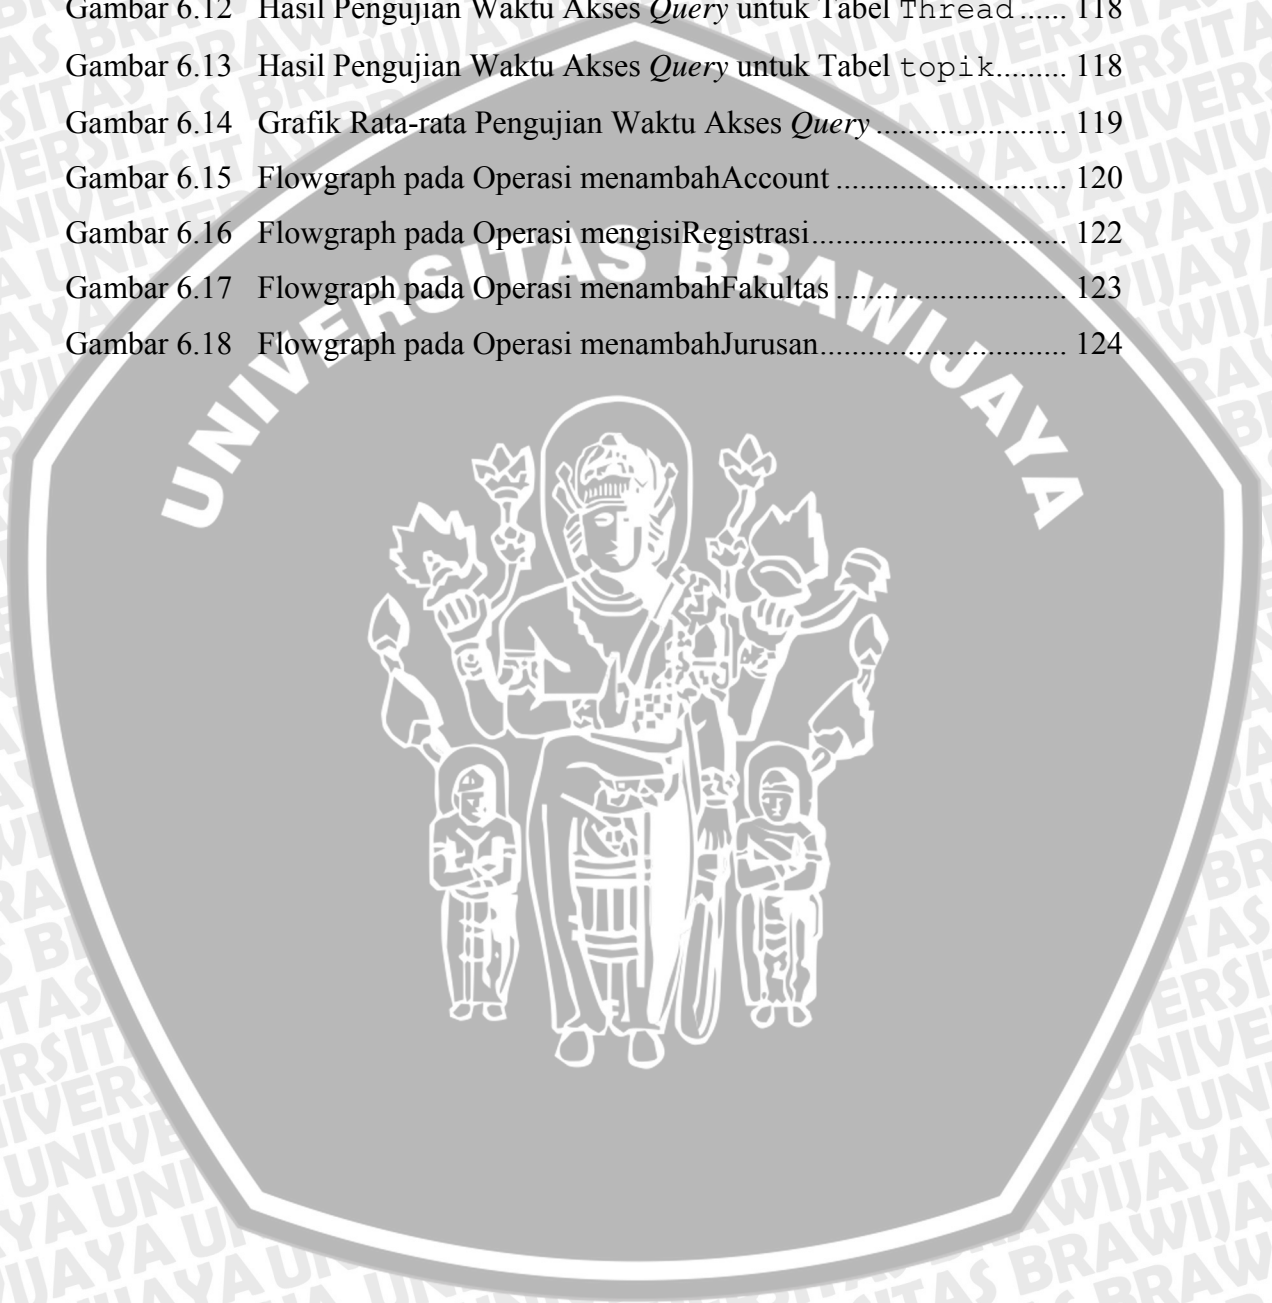 Gambar 6.12 Hasil Pengujian Waktu Akses Query untuk Tabel Thread ...... 118
Gambar 6.13 Hasil Pengujian Waktu Akses Query untuk Tabel topik......... 118
Gambar 6.14 Grafik Rata-rata Pengujian Waktu Akses Query ........................ 119
Gambar 6.15 Flowgraph pada Operasi menambahAccount ............................. 120
Gambar 6.16 Flowgraph pada Operasi mengisiRegistrasi................................ 122
Gambar 6.17 Flowgraph pada Operasi menambahFakultas ............................. 123
Gambar 6.18 Flowgraph pada Operasi menambahJurusan............................... 124
UNIVERSITAS BRAWIJAYA